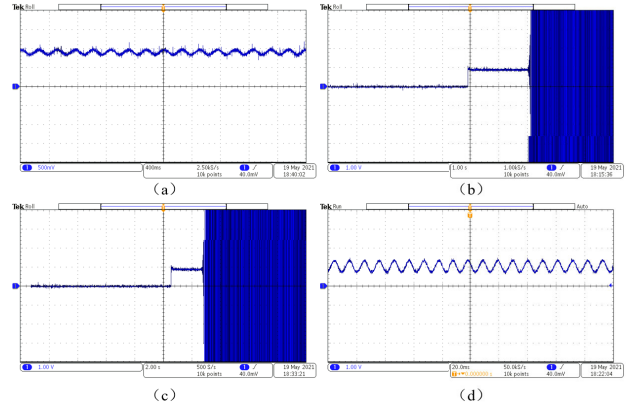 Tek Roll
1 500mV
400ms 2.50kS/s 1 40.0mV
10k points
19 May 2021
18:40:02
(a)
Tek Roll
1 1.00 V
1.00 s 1.00kS/s 1 40.0mV
10k points
19 May 2021
18:15:36
(b)
1.00 V
2.00 s 500 S/s 1 40.0mV
10k points
19 May 2021
18:33:21
(c)
Tek Run Auto
1 1.00 V
20.0ms 50.0kS/s 1 40.0mV
0.000000 s 10k points
19 May 2021
18:22:04
(d)